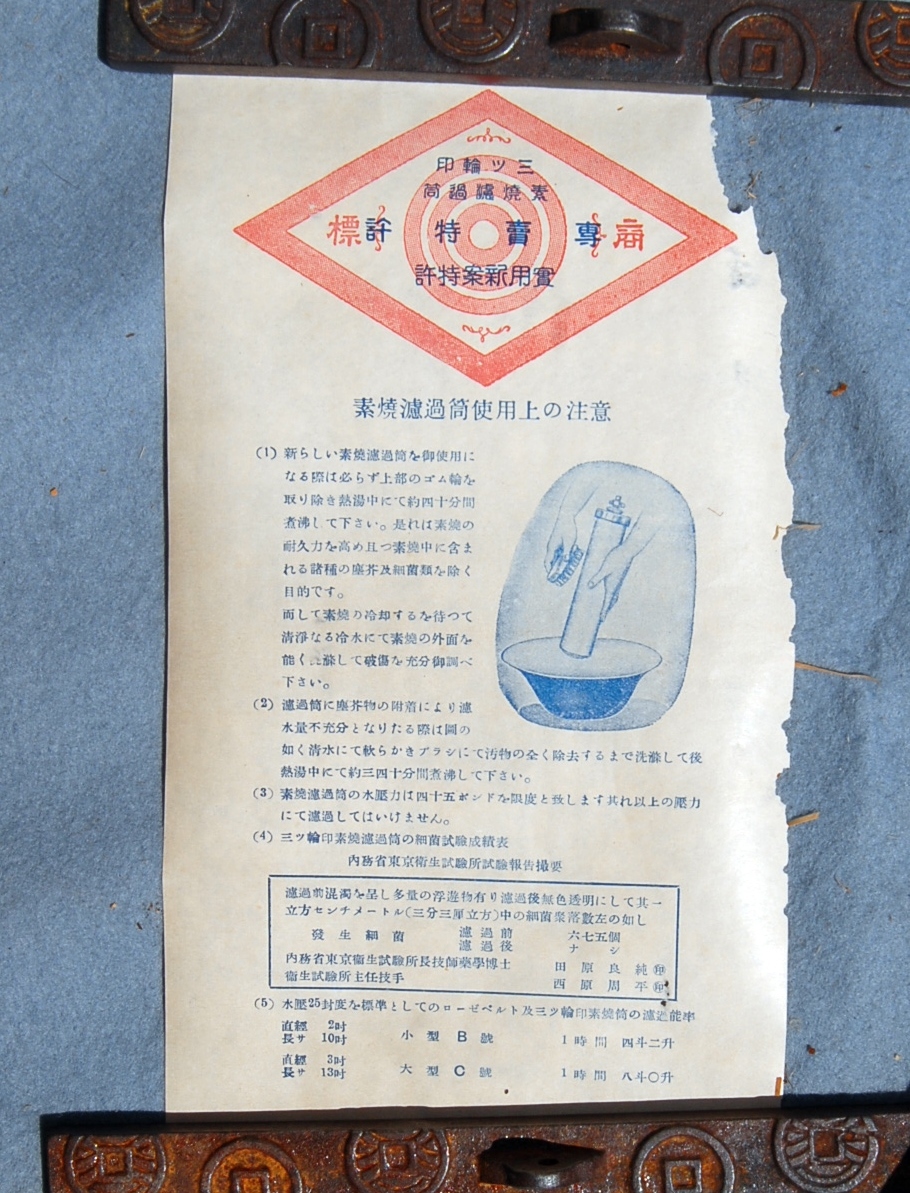 印輪ツ三
筒過濾燒素
標 許 特 賣 專 商
許特案新用實
素燒濾過筒使用上の注意
(1) 新らしい素燒濾過筒を御使用に
なる際は必らず上部のゴム輪を
取り除き熱湯中にて約四十分間
煮沸して下さい。是れは素燒の
耐久力を高め且つ素燒中に含ま
れる諸種の塵芥及細菌類を除く
目的です。
而して素燒の冷却するを待つて
清淨なる冷水にて素燒の外面を
能く滌して破傷を充分御調べ
下さい。
(2) 濾過筒に塵芥物の附着により濾
水量不充分となりたる際は圖の
如く清水にて軟らかきブラシにて汚物の全く除去するまで洗滌して後
熱湯中にて約三四十分間煮沸して下さい。
(3) 素燒濾過筒の水壓力は四十五ポンドを限度と致します其れ以上の壓力
にて濾過してはいけません。
(4) 三ツ輪印素燒濾過筒の細菌試驗成績表
內務省東京衞生試驗所試驗報告撮要
濾過前混濁を呈し多量の浮遊物有り濾過後無色透明にして其一
立方センチメートル(三分三厘立方)中の細菌聚落數左の如し
發生細菌 濾過前 六七五個
濾過後 ナシ
內務省東京衞生試驗所長技師藥學博士 田原良純㊞
衞生試驗所主任技手 西原周平㊞
(5) 水壓25封度を標準としてのローゼベルト及三ツ輪印素燒筒の濾過能率
直經 2吋
長サ 10吋 小型B號 1時間 四斗二升
直經 3吋
長サ 13吋 大型C號 1時間 八斗〇升